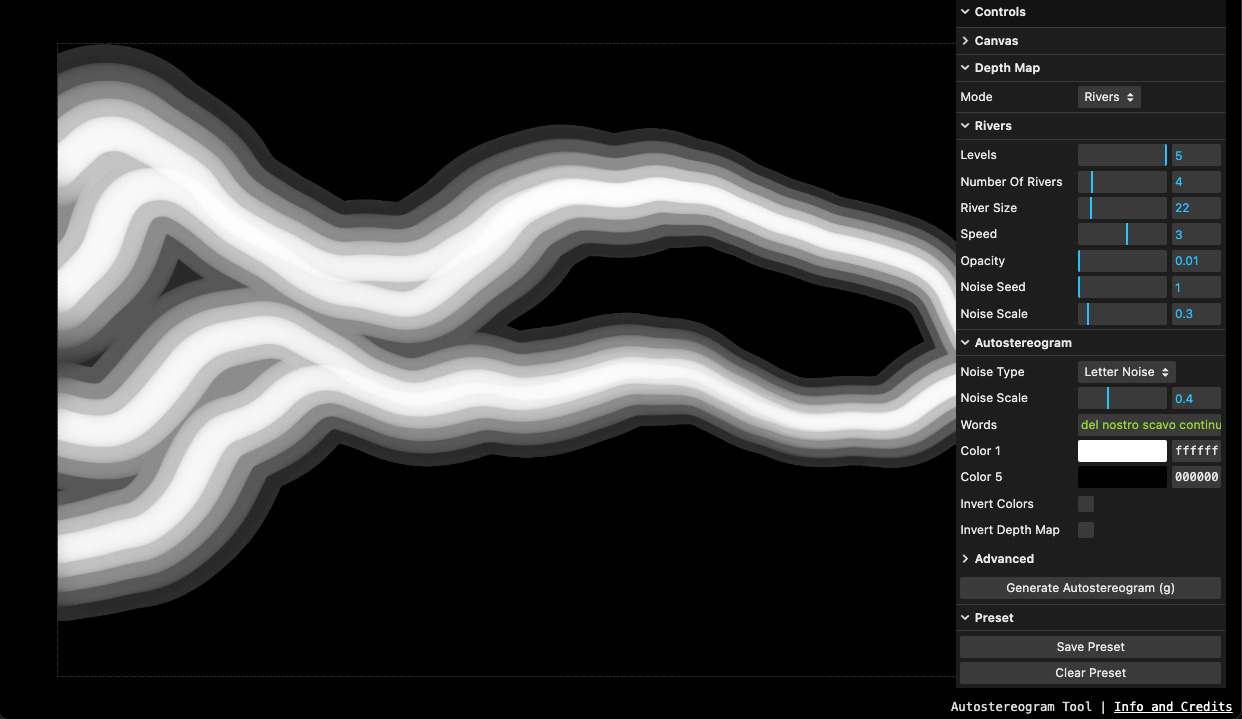 Controls
Canvas
Depth Map
Mode Rivers
Rivers
Levels 5
Number Of Rivers 4
River Size 22
Speed 3
Opacity 0.01
Noise Seed 1
Noise Scale 0.3
Autostereogram
Noise Type Letter Noise
Noise Scale 0.4
Words del nostro scavo continu
Color 1 ffffff
Color 5 000000
Invert Colors
Invert Depth Map
Advanced
Generate Autostereogram (g)
Preset
Save Preset
Clear Preset
Autostereogram Tool | Info and Credits